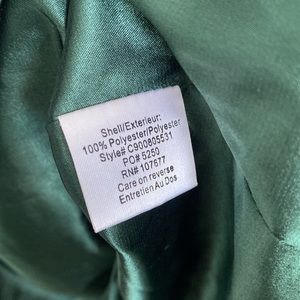 Shell/Exterieur:
100% Polyester/Polyester
Style# C900805531
PO# 5250
RN# 107677
Care on reverse
Entretien Au Dos